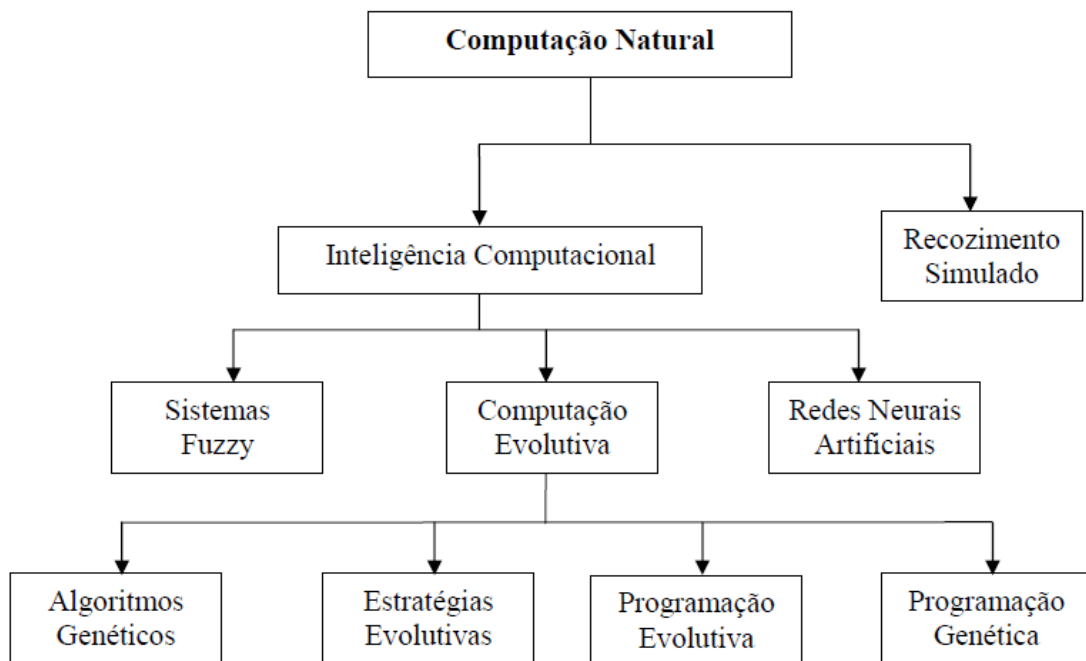 Computação Natural
Inteligência Computacional
Recozimento
Simulado
Sistemas
Fuzzy
Computação
Evolutiva
Redes Neurais
Artificiais
Algoritmos
Genéticos
Estratégias
Evolutivas
Programação
Evolutiva
Programação
Genética